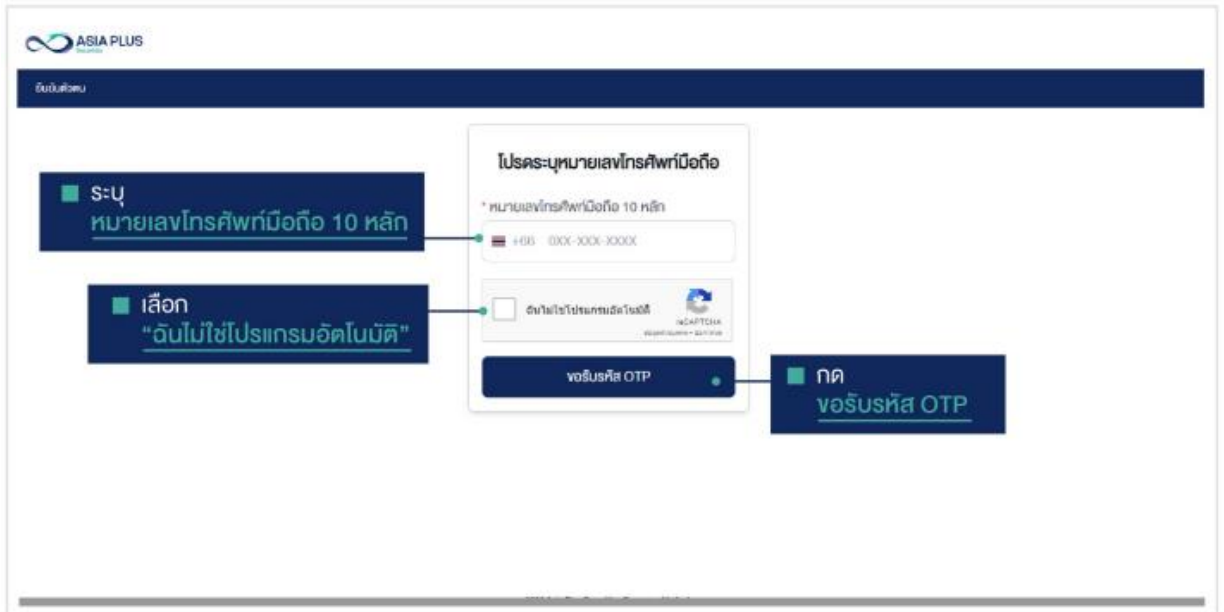 ASIA PLUS
ยืนยันตัวตน
โปรดระบุหมายเลขโทรศัพท์มือถือ
ระบุ
หมายเลขโทรศัพท์มือถือ 10 หลัก
* หมายเลขโทรศัพท์มือถือ 10 หลัก
+66 0XX-XXX-XXXX
เลือก
“ฉันไม่ใช่โปรแกรมอัตโนมัติ”
ฉันไม่ใช่โปรแกรมอัตโนมัติ
reCAPTCHA
ขอรับรหัส OTP
กด
ขอรับรหัส OTP